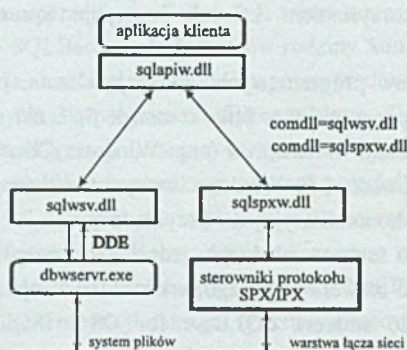 aplikacja klienta
sqlapiw.dll
comdll=sqlwsv.dll
comdll=sqlspxw.dll
sqlwsv.dll
sqlspxw.dll
DDE
dbwservr.exe
sterowniki protokołu
SPX/IPX
system plików
warstwa łącza sieci